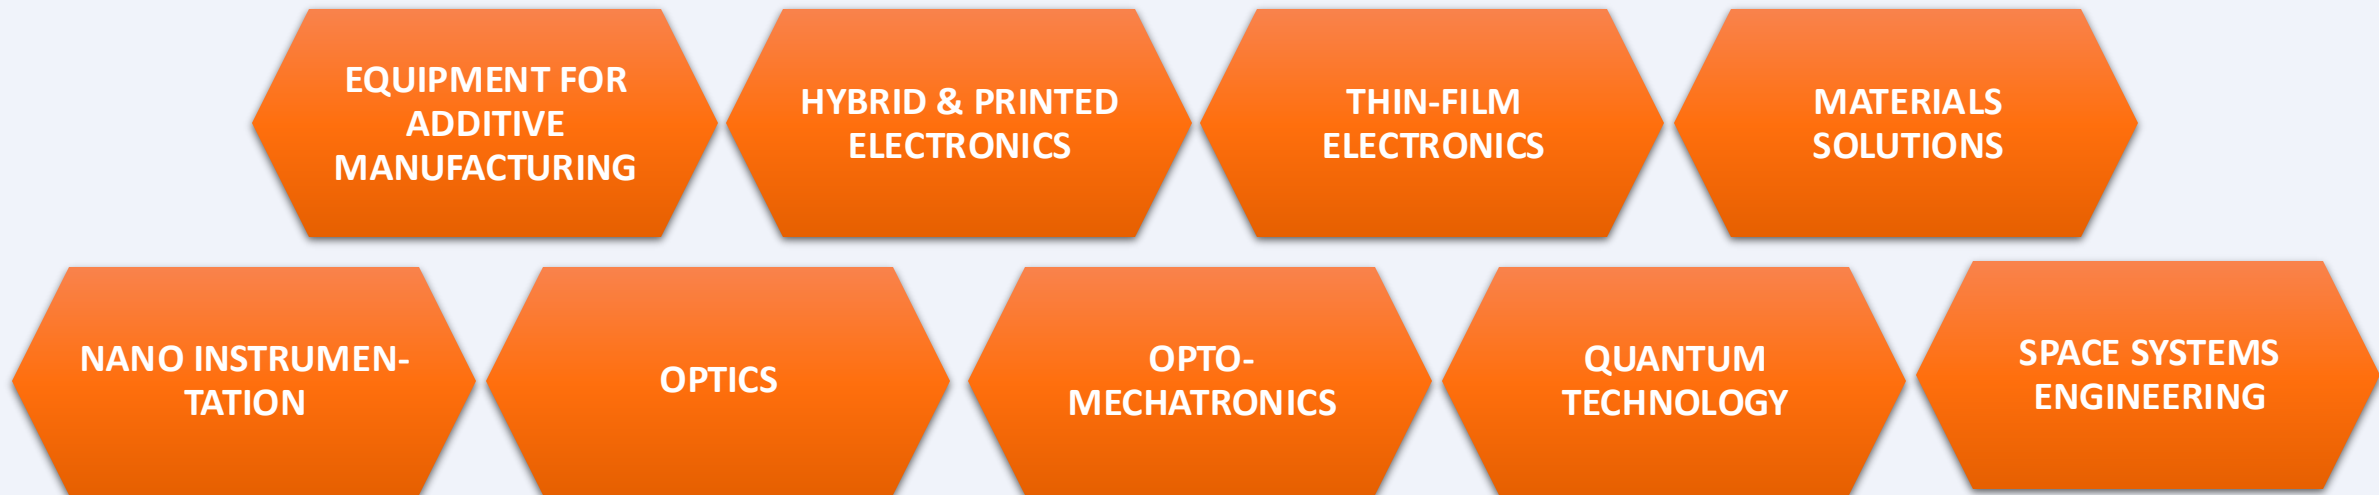 EQUIPMENT FOR
ADDITIVE
MANUFACTURING
HYBRID & PRINTED
ELECTRONICS
THIN-FILM
ELECTRONICS
MATERIALS
SOLUTIONS
NANO INSTRUMEN-
TATION
OPTICS
OPTO-
MECHATRONICS
QUANTUM
TECHNOLOGY
SPACE SYSTEMS
ENGINEERING